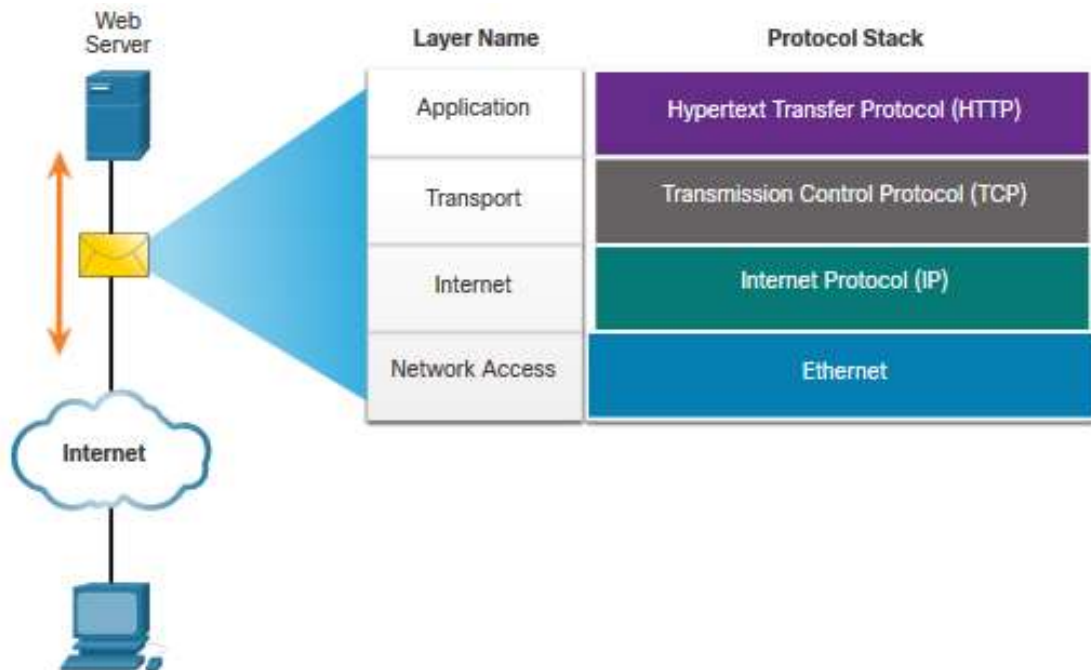 Web
Server
Layer Name
Protocol Stack
Application
Hypertext Transfer Protocol (HTTP)
Transport
Transmission Control Protocol (TCP)
Internet
Internet Protocol (IP)
Network Access
Ethernet
Internet